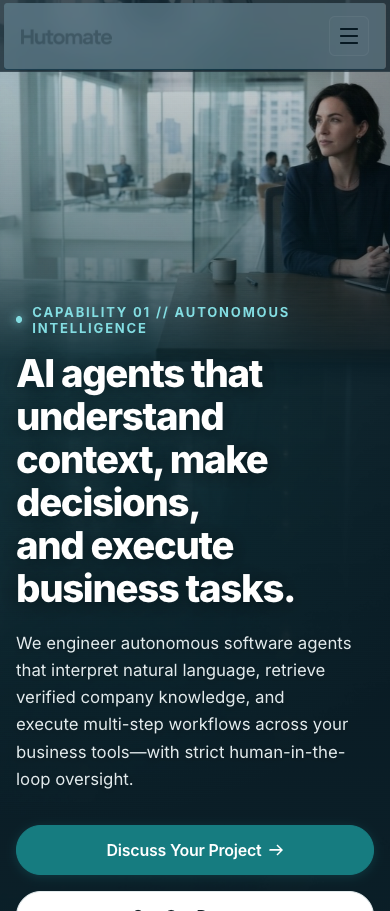 Hutomate
CAPABILITY 01 // AUTONOMOUS
INTELLIGENCE
AI agents that
understand
context, make
decisions,
and execute
business tasks.
We engineer autonomous software agents
that interpret natural language, retrieve
verified company knowledge, and
execute multi-step workflows across your
business tools—with strict human-in-the-
loop oversight.
Discuss Your Project →